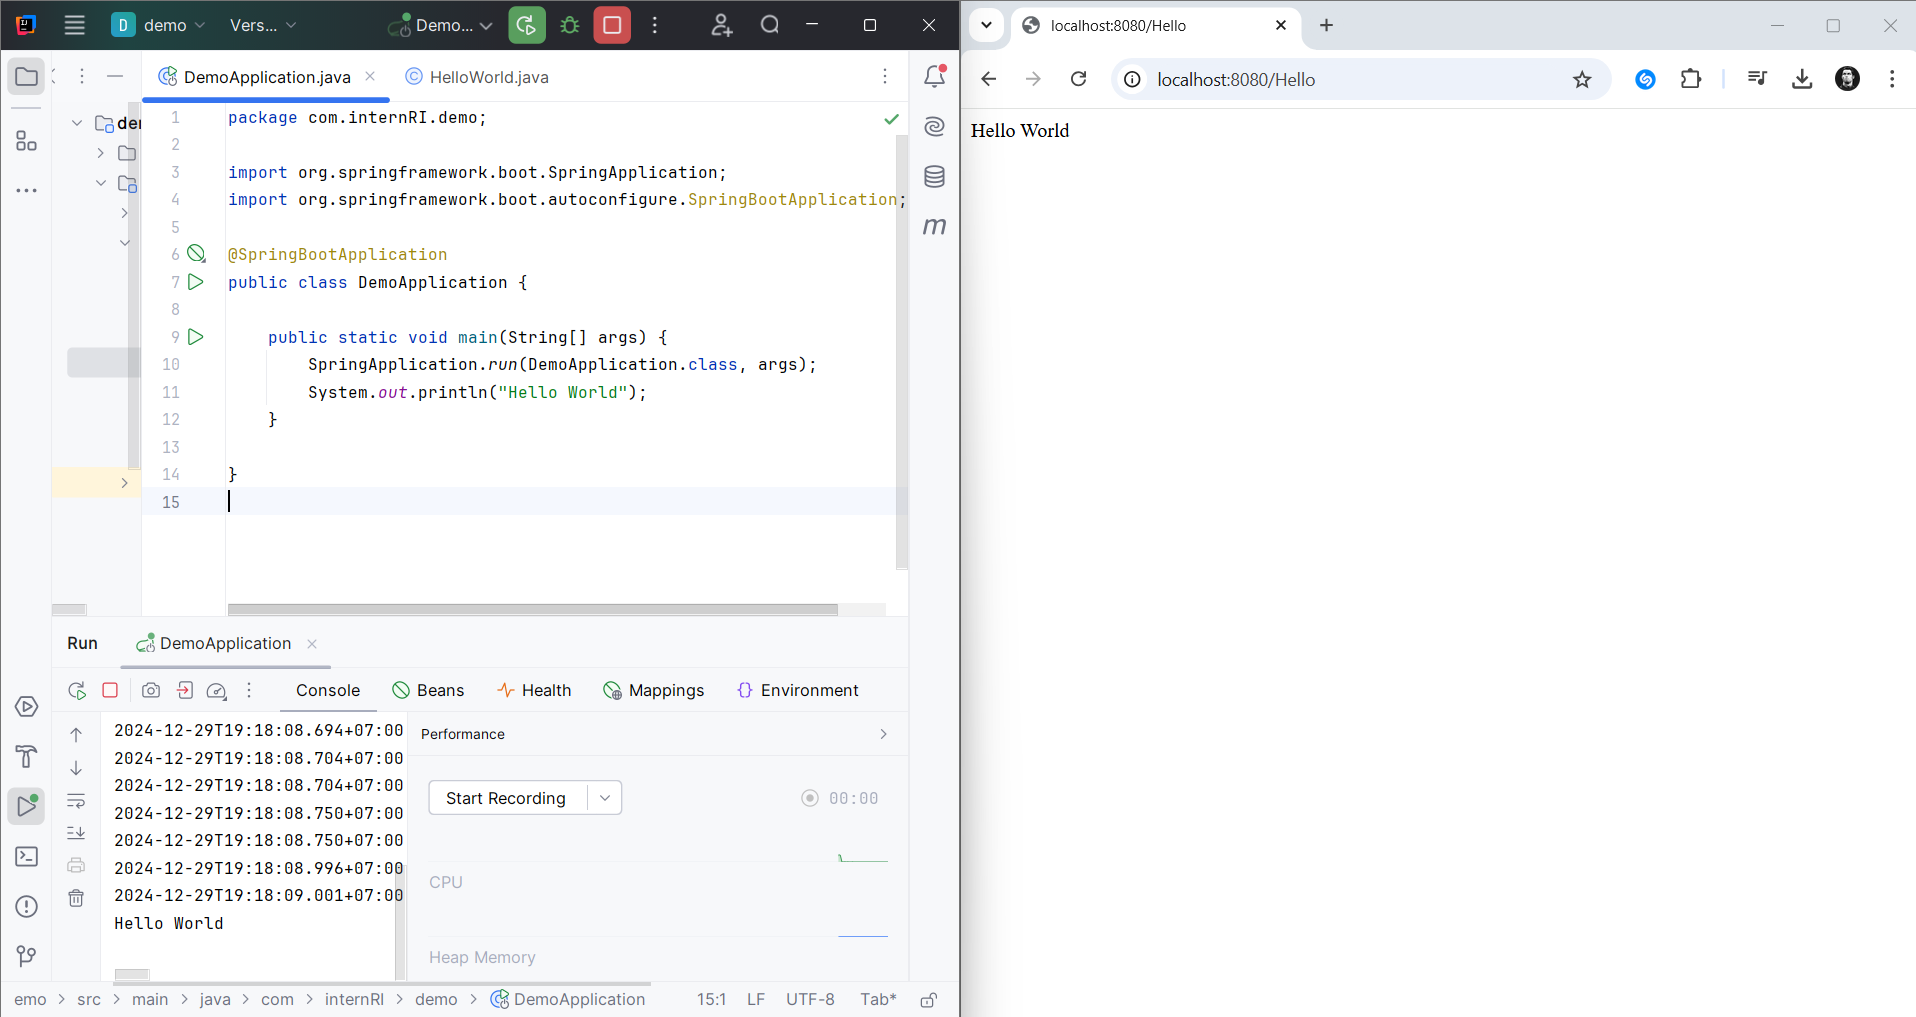 D demo Vers... Demo...
DemoApplication.java HelloWorld.java
der
1 package com.internRI.demo;
2
3 import org.springframework.boot.SpringApplication;
4 import org.springframework.boot.autoconfigure.SpringBootApplication;
5
6 @SpringBootApplication
7 public class DemoApplication {
8
9 public static void main(String[] args) {
10 SpringApplication.run(DemoApplication.class, args);
11 System.out.println("Hello World");
12 }
13
14 }
15
m
Run DemoApplication
Console Beans Health Mappings Environment
2024-12-29T19:18:08.694+07:00
2024-12-29T19:18:08.704+07:00
2024-12-29T19:18:08.704+07:00
2024-12-29T19:18:08.750+07:00
2024-12-29T19:18:08.750+07:00
2024-12-29T19:18:08.996+07:00
2024-12-29T19:18:09.001+07:00
Hello World
Performance
Start Recording 00:00
CPU
Heap Memory
emo > src > main > java > com > internRI > demo > DemoApplication 15:1 LF UTF-8 Tab*
localhost:8080/Hello
localhost:8080/Hello
Hello World